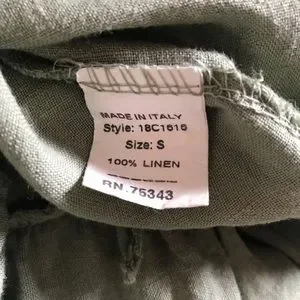 MADE IN ITALY
Style: 18C1616
Size: S
100% LINEN
RN. 75343